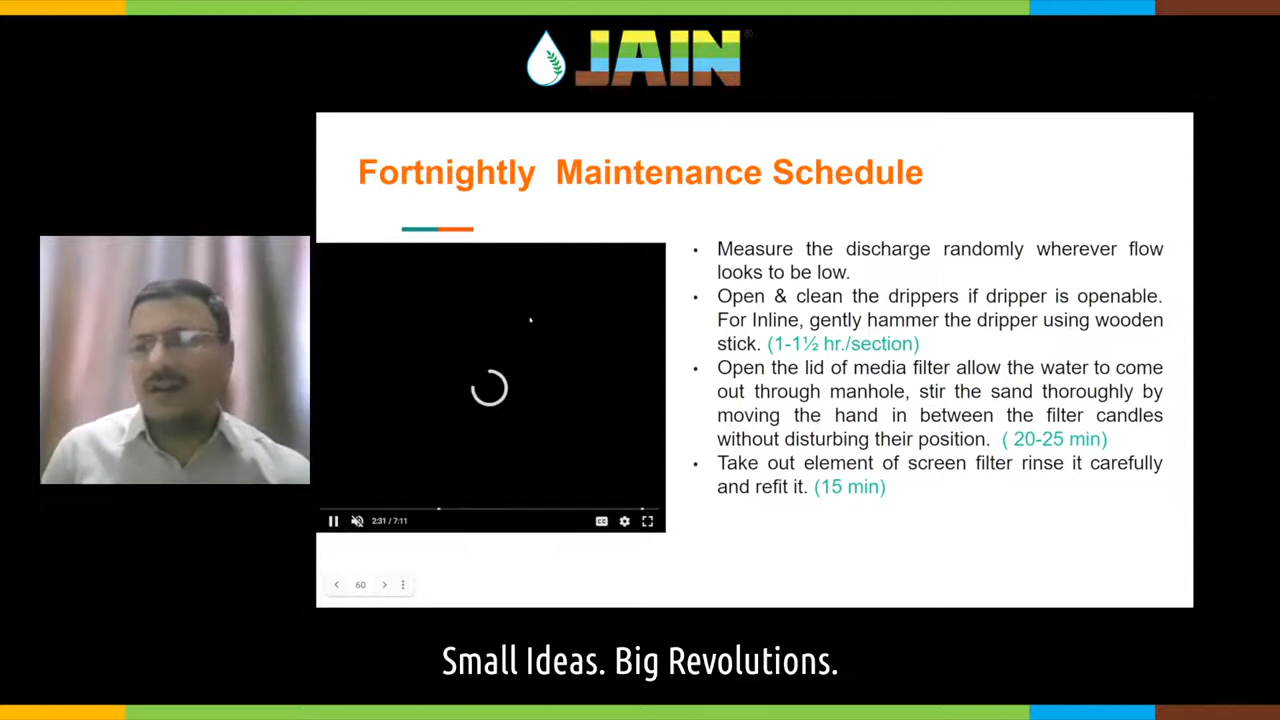 JAIN®
Fortnightly Maintenance Schedule
• Measure the discharge randomly wherever flow
looks to be low.
• Open & clean the drippers if dripper is openable.
For Inline, gently hammer the dripper using wooden
stick. (1-1½ hr./section)
• Open the lid of media filter allow the water to come
out through manhole, stir the sand thoroughly by
moving the hand in between the filter candles
without disturbing their position. ( 20-25 min)
• Take out element of screen filter rinse it carefully
and refit it. (15 min)
2:31 / 7:11
CC
60
Small Ideas. Big Revolutions.